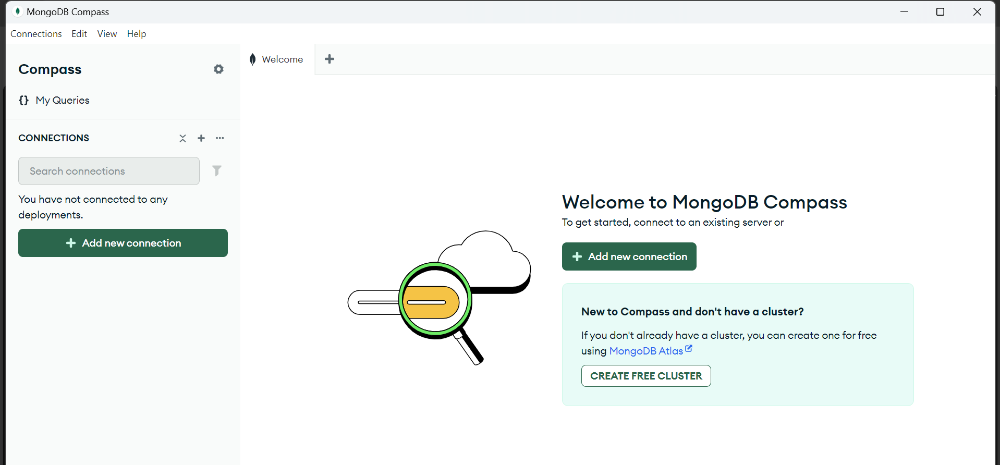 MongoDB Compass
Connections Edit View Help
Compass
My Queries
CONNECTIONS
Search connections
You have not connected to any
deployments.
Add new connection
Welcome
Welcome to MongoDB Compass
To get started, connect to an existing server or
Add new connection
New to Compass and don't have a cluster?
If you don't already have a cluster, you can create one for free
using MongoDB Atlas
CREATE FREE CLUSTER